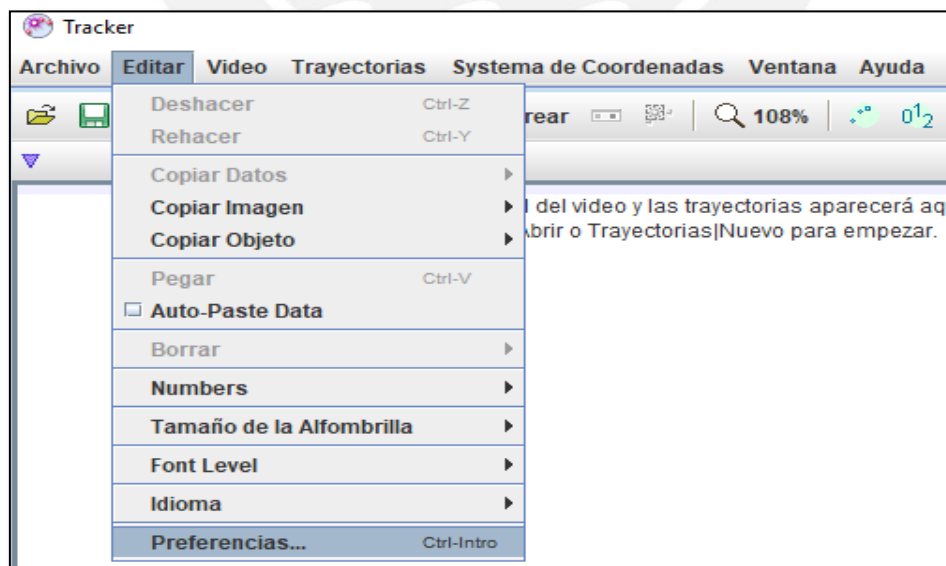 Tracker
Archivo Editar Video Trayectorias Systema de Coordenadas Ventana Ayuda
Deshacer Ctrl-Z
rear 108% 0¹2
Rehacer Ctrl-Y
Copiar Datos
Copiar Imagen
del video y las trayectorias aparecerá aq
Copiar Objeto
Abrir o Trayectorias|Nuevo para empezar.
Pegar Ctrl-V
Auto-Paste Data
Borrar
Numbers
Tamaño de la Alfombrilla
Font Level
Idioma
Preferencias... Ctrl-Intro